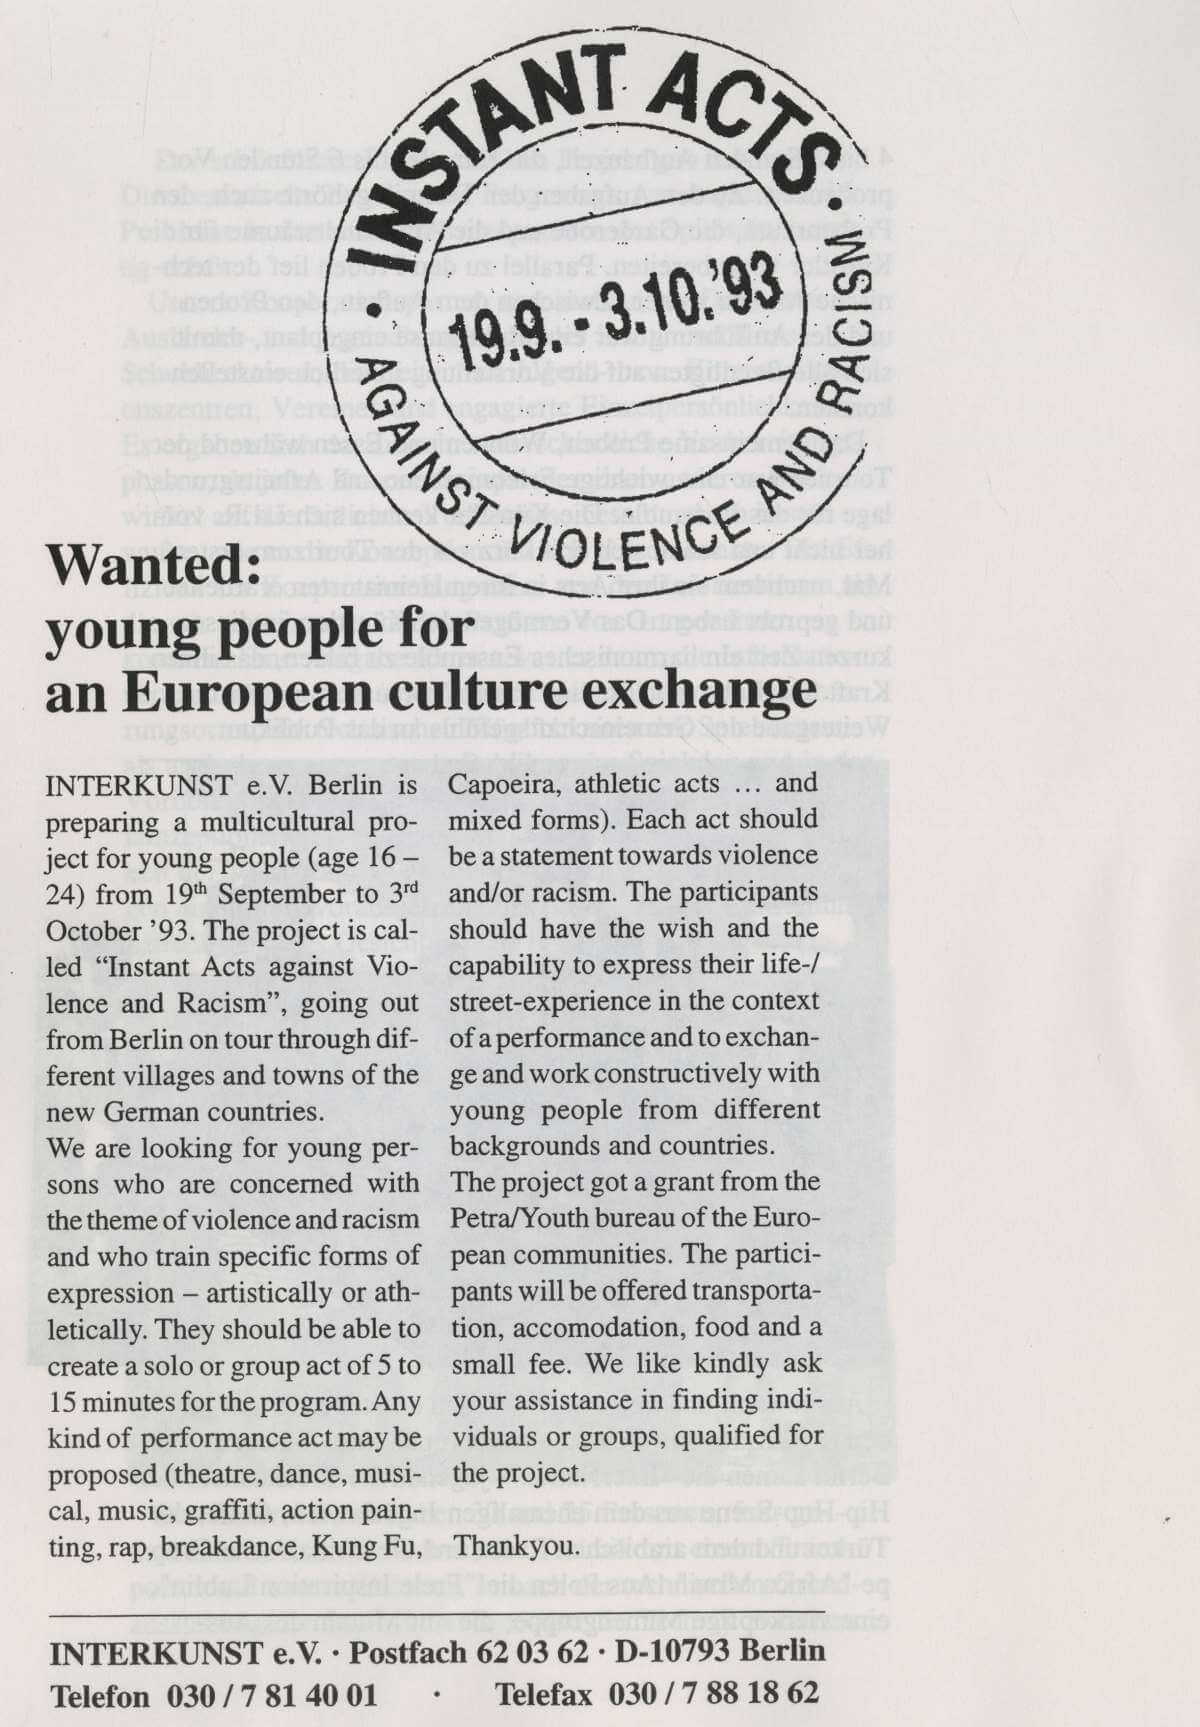 INSTANT ACTS
19.9. - 3.10.'93
AGAINST VIOLENCE AND RACISM
Wanted:
young people for
an European culture exchange
INTERKUNST e.V. Berlin is
preparing a multicultural pro-
ject for young people (age 16 –
24) from 19th September to 3rd
October ’93. The project is cal-
led “Instant Acts against Vio-
lence and Racism”, going out
from Berlin on tour through dif-
ferent villages and towns of the
new German countries.
We are looking for young per-
sons who are concerned with
the theme of violence and racism
and who train specific forms of
expression – artistically or ath-
letically. They should be able to
create a solo or group act of 5 to
15 minutes for the program. Any
kind of performance act may be
proposed (theatre, dance, musi-
cal, music, graffiti, action pain-
ting, rap, breakdance, Kung Fu,
Capoeira, athletic acts … and
mixed forms). Each act should
be a statement towards violence
and/or racism. The participants
should have the wish and the
capability to express their life-/
street-experience in the context
of a performance and to exchan-
ge and work constructively with
young people from different
backgrounds and countries.
The project got a grant from the
Petra/Youth bureau of the Euro-
pean communities. The partici-
pants will be offered transporta-
tion, accomodation, food and a
small fee. We like kindly ask
your assistance in finding indi-
viduals or groups, qualified for
the project.
Thankyou.
INTERKUNST e.V. · Postfach 62 03 62 · D-10793 Berlin
Telefon 030 / 7 81 40 01 · Telefax 030 / 7 88 18 62